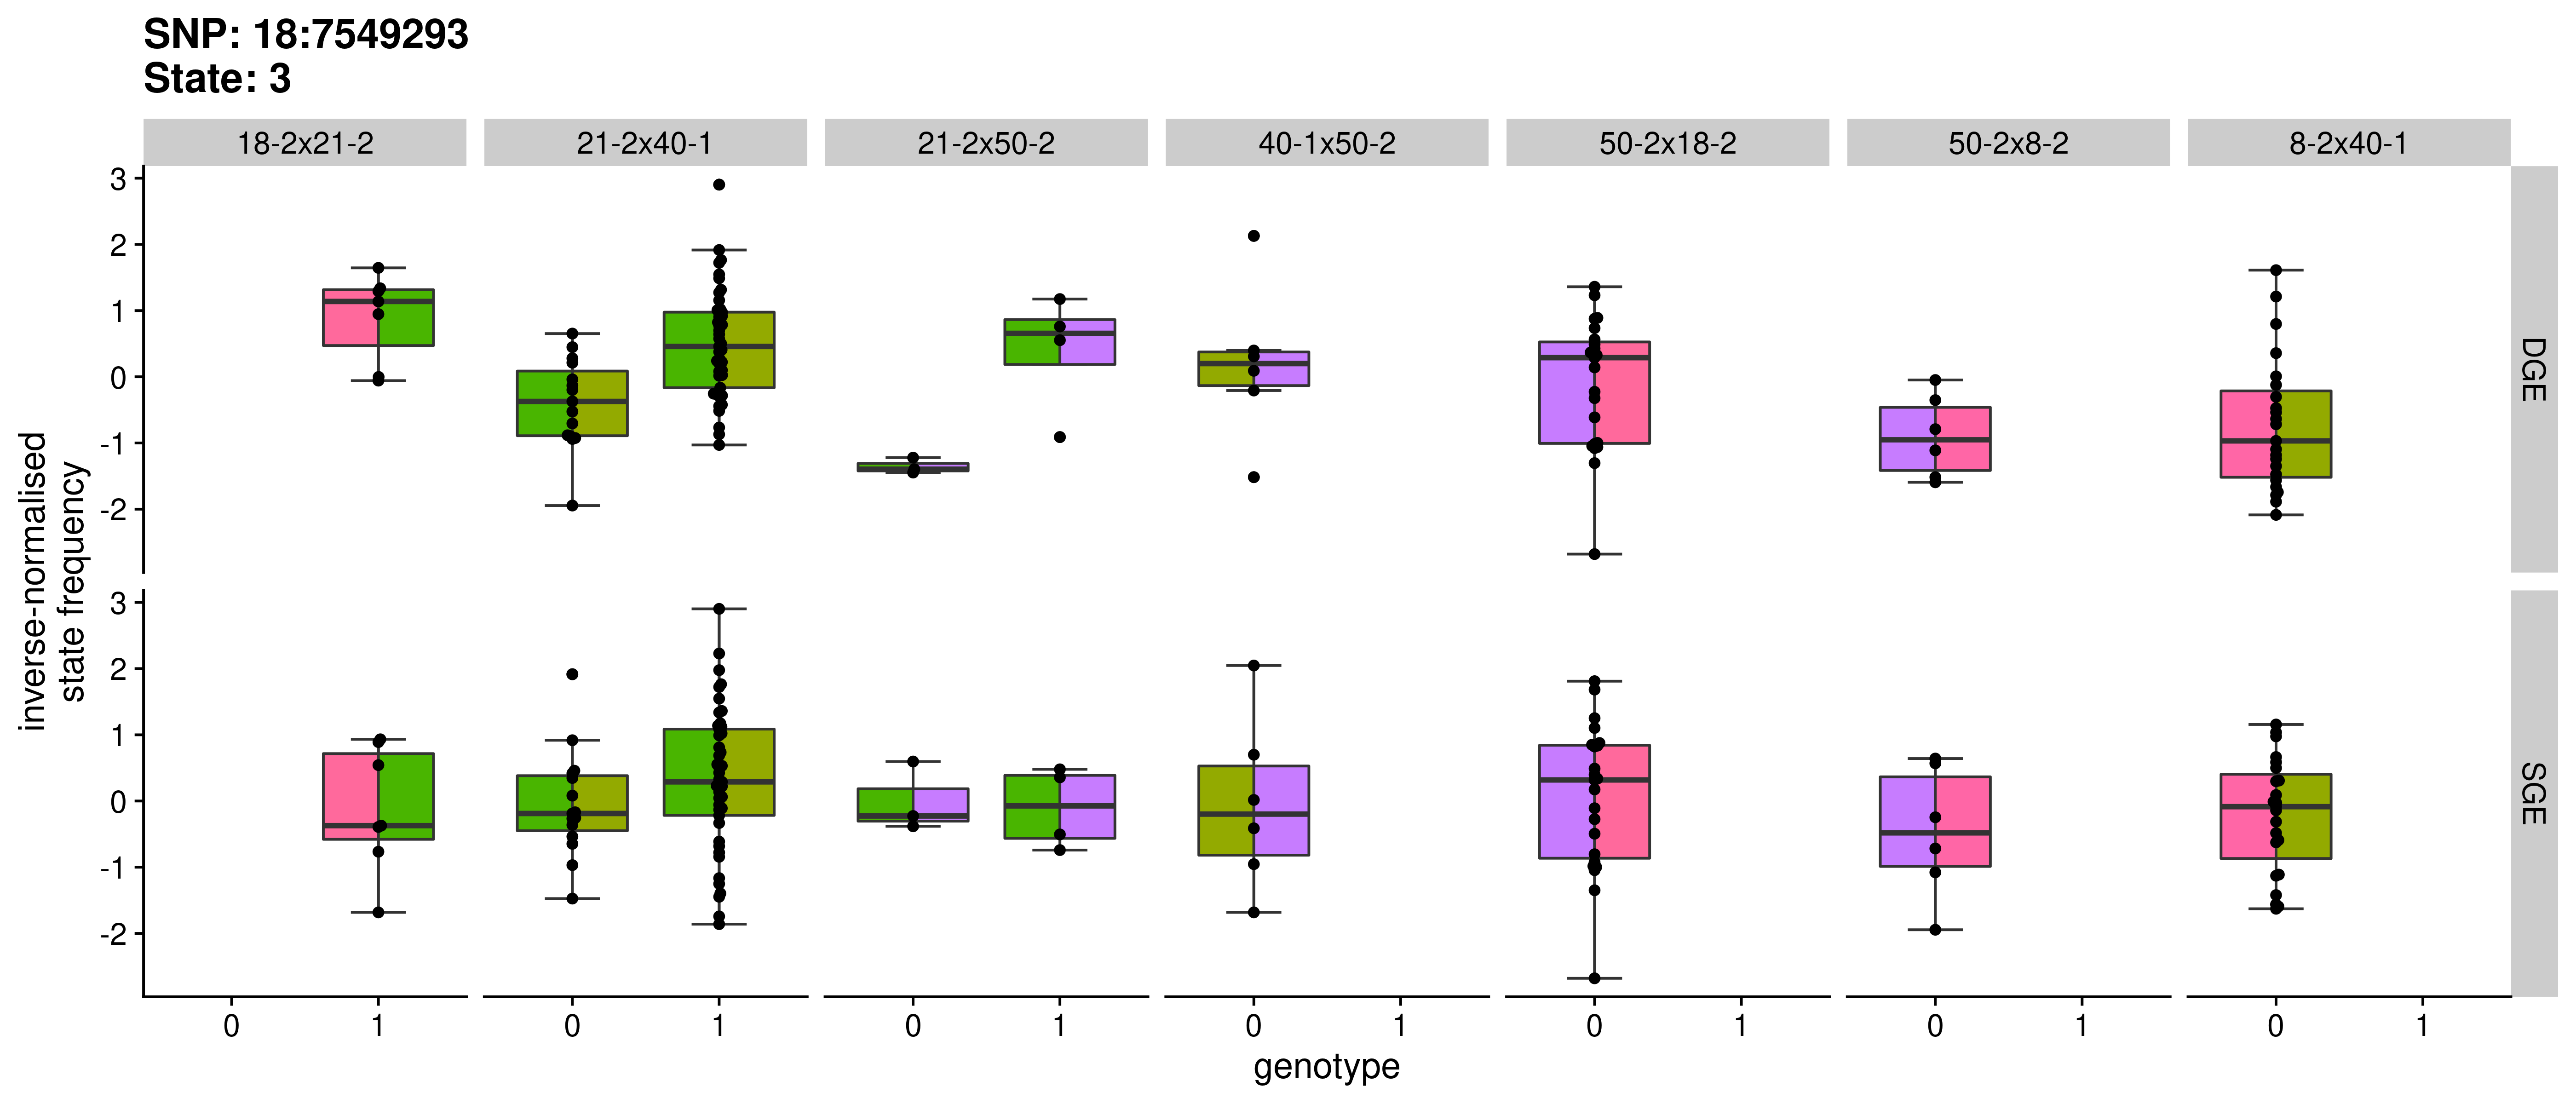 SNP: 18:7549293
State: 3
18-2x21-2 21-2x40-1 21-2x50-2 40-1x50-2 50-2x18-2 50-2x8-2 8-2x40-1
3
2
1
0
-1
-2
DGE
inverse-normalised
state frequency
3
2
1
0
-1
-2
SGE
0 1 0 1 0 1 0 1 0 1 0 1 0 1
genotype